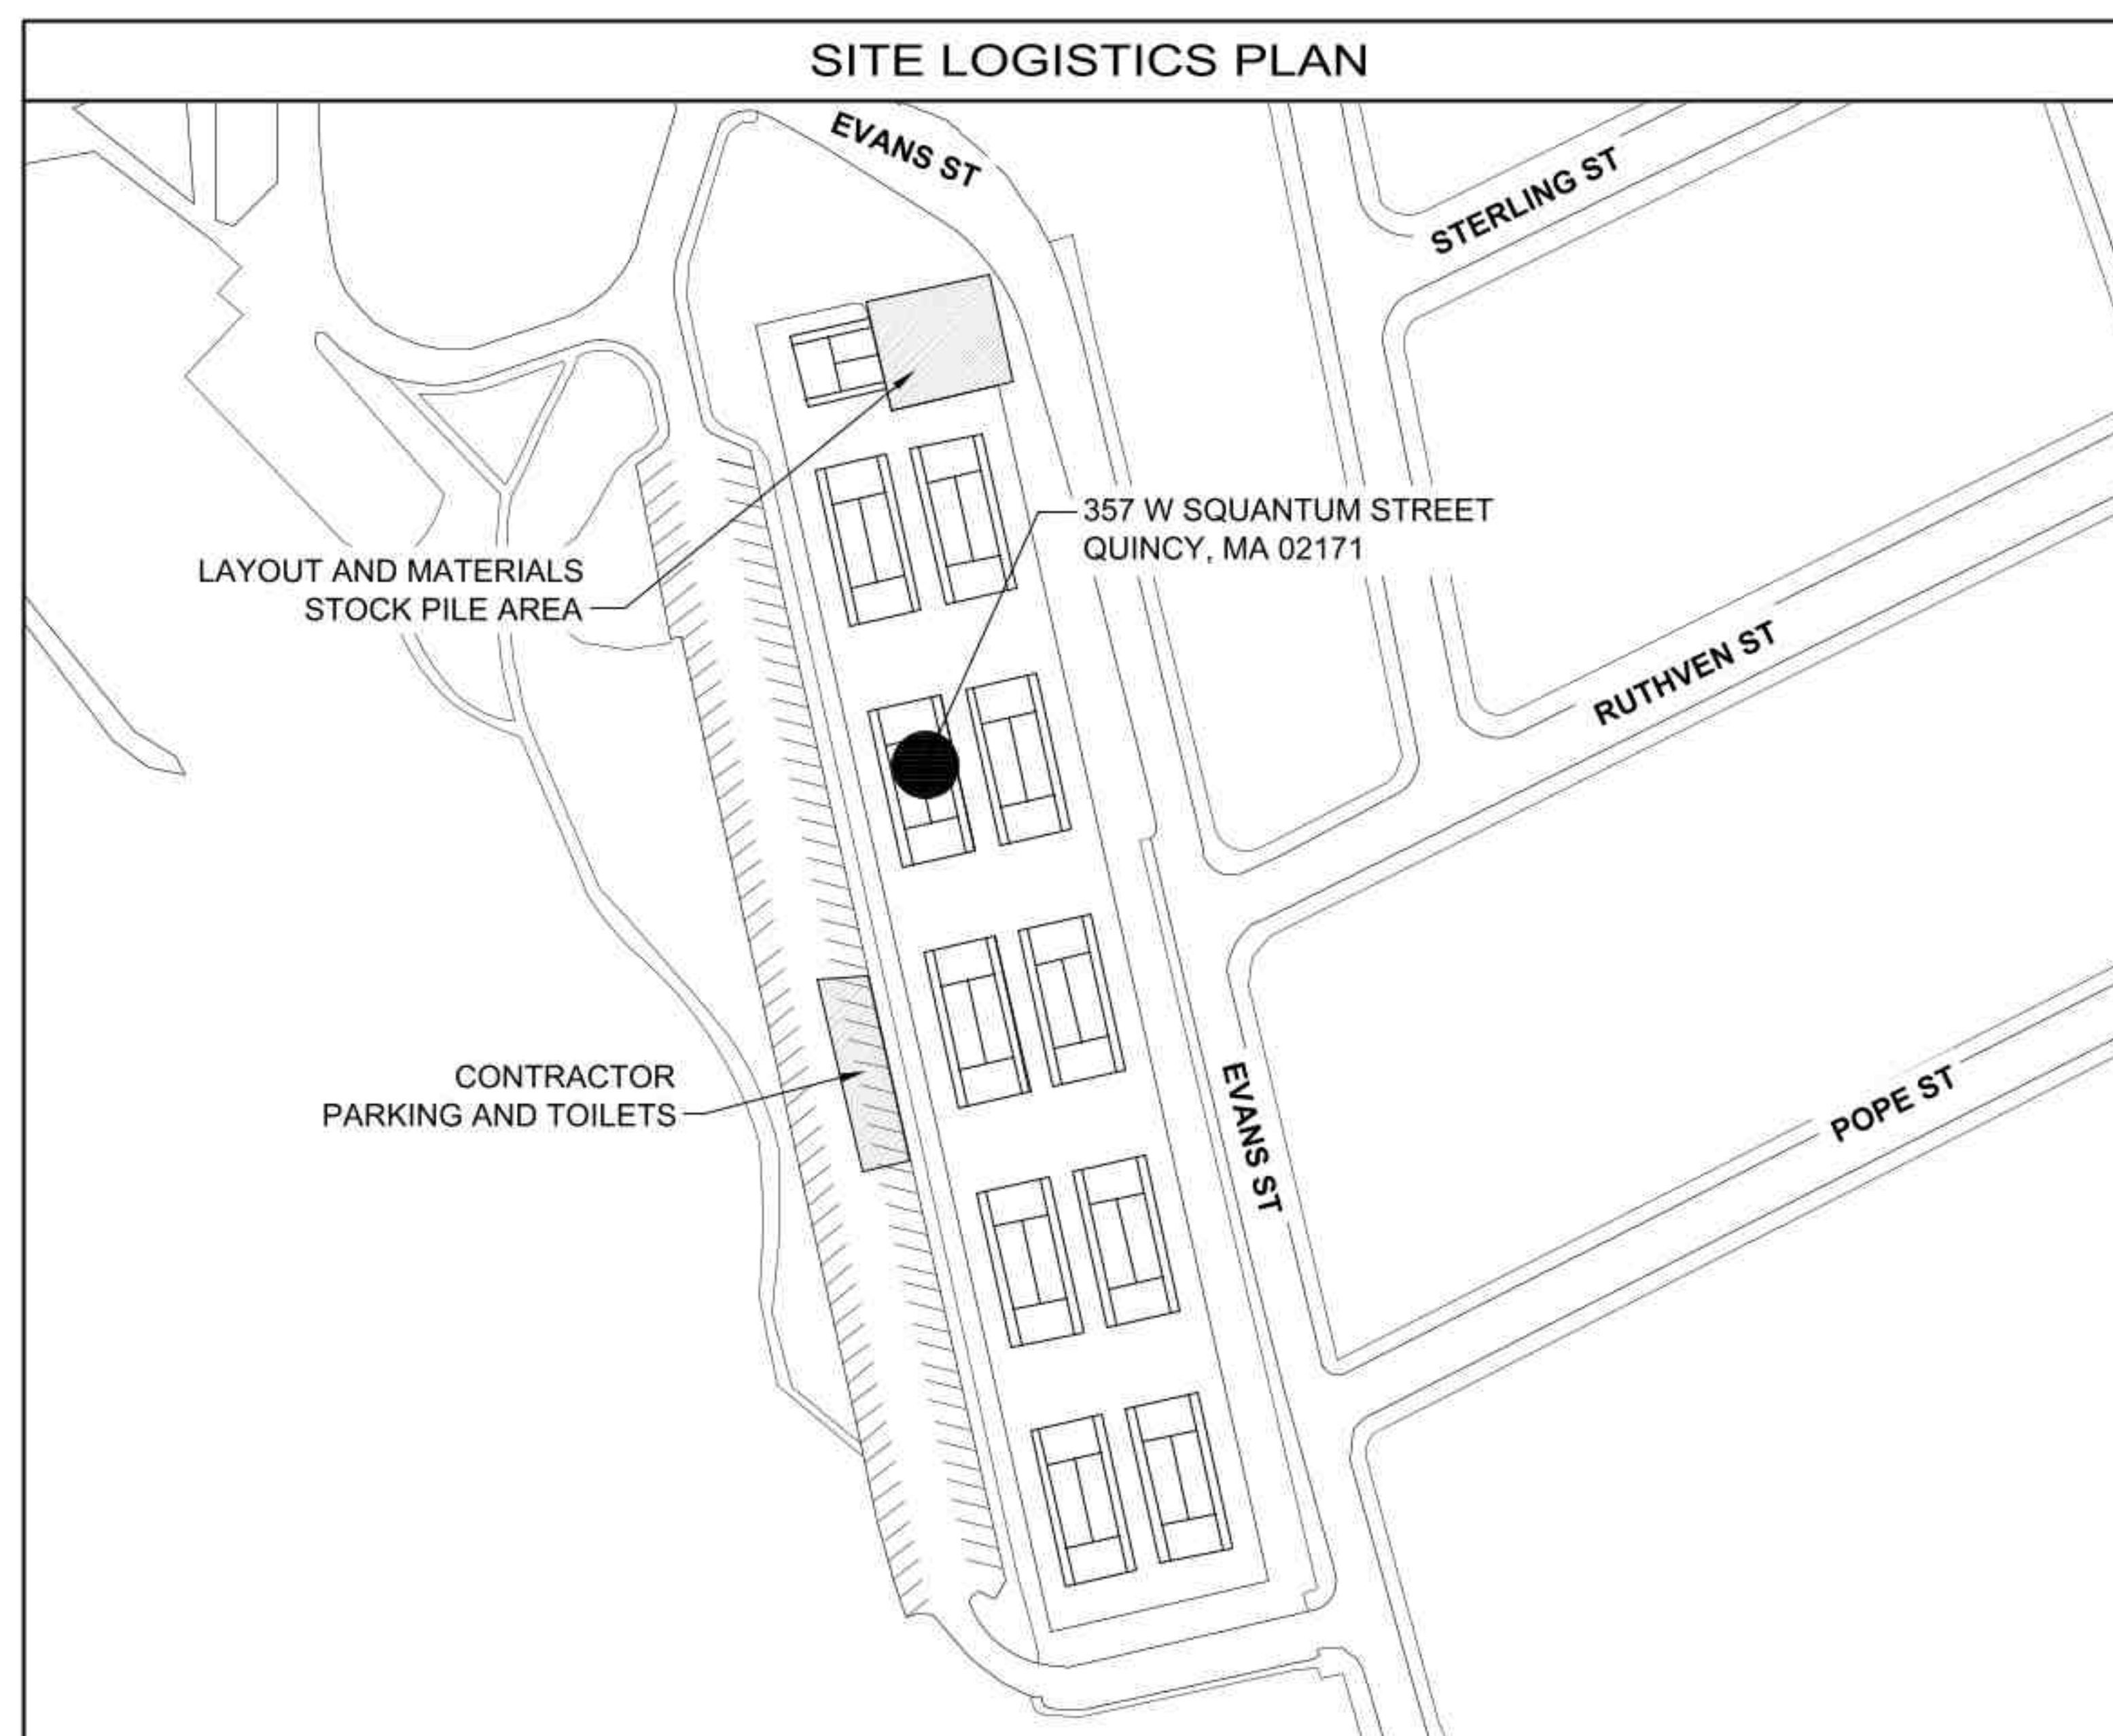 SITE LOGISTICS PLAN
EVANS ST
STERLING ST
357 W SQUANTUM STREET
QUINCY, MA 02171
LAYOUT AND MATERIALS
STOCK PILE AREA
RUTHVEN ST
CONTRACTOR
PARKING AND TOILETS
EVANS ST
POPE ST